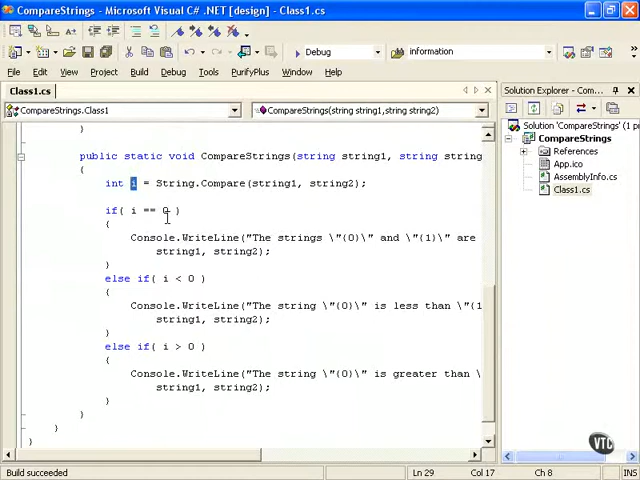 CompareStrings - Microsoft Visual C# .NET [design] - Class1.cs
Debug
information
File Edit View Project Build Debug Tools PurifyPlus Window Help
Class1.cs
CompareStrings.Class1
CompareStrings(string string1,string string2)
}
public static void CompareStrings(string string1, string string
{
int i = String.Compare(string1, string2);
if( i == 0 )
{
Console.WriteLine("The strings \"{0}\" and \"{1}\" are
string1, string2);
}
else if( i < 0 )
{
Console.WriteLine("The string \"{0}\" is less than \"{1
string1, string2);
}
else if( i > 0 )
{
Console.WriteLine("The string \"{0}\" is greater than \
string1, string2);
}
}
}
}
Solution Explorer - Com...
Solution 'CompareStrings' (1 proj
CompareStrings
References
App.ico
AssemblyInfo.cs
Class1.cs
VTC
Build succeeded
Ln 29
Col 17
Ch 8